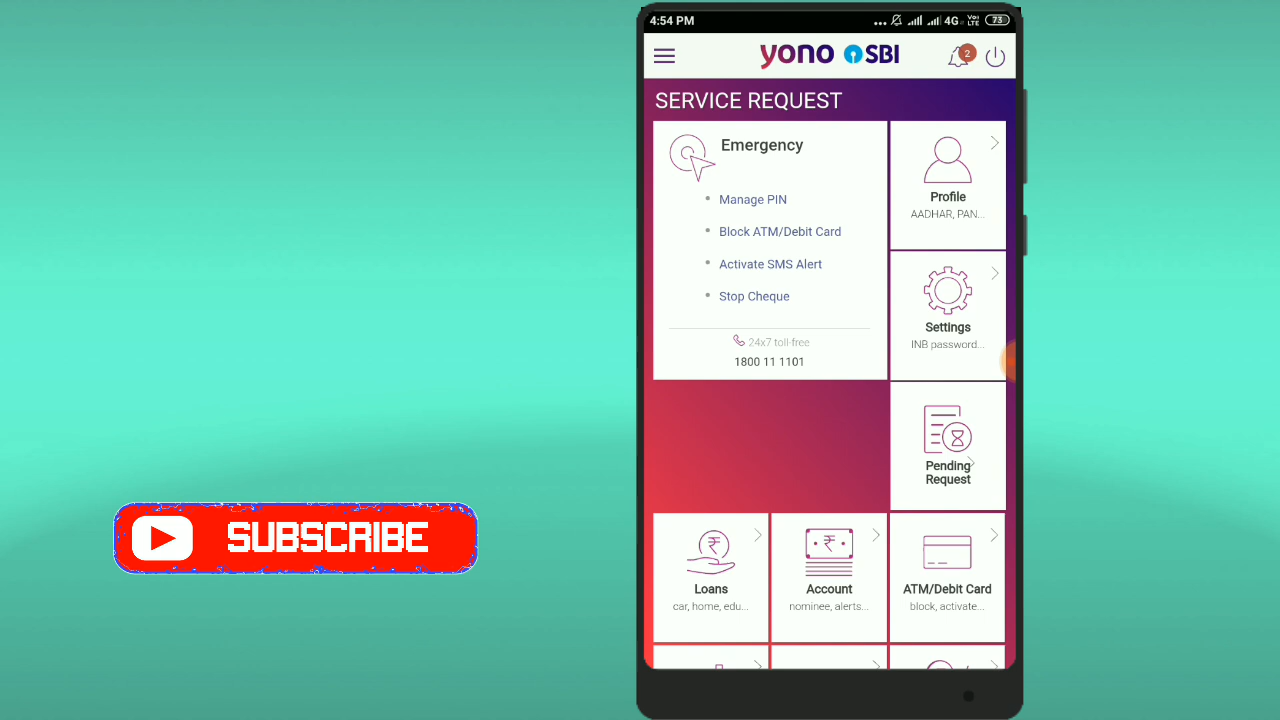 4:54 PM
4G
Vo)
LTE
73
yono SBI
2
SERVICE REQUEST
Emergency
• Manage PIN
• Block ATM/Debit Card
• Activate SMS Alert
• Stop Cheque
24x7 toll-free
1800 11 1101
Profile
AADHAR, PAN...
Settings
INB password...
Pending
Request
Loans
car, home, edu...
Account
nominee, alerts...
ATM/Debit Card
block, activate...
SUBSCRIBE